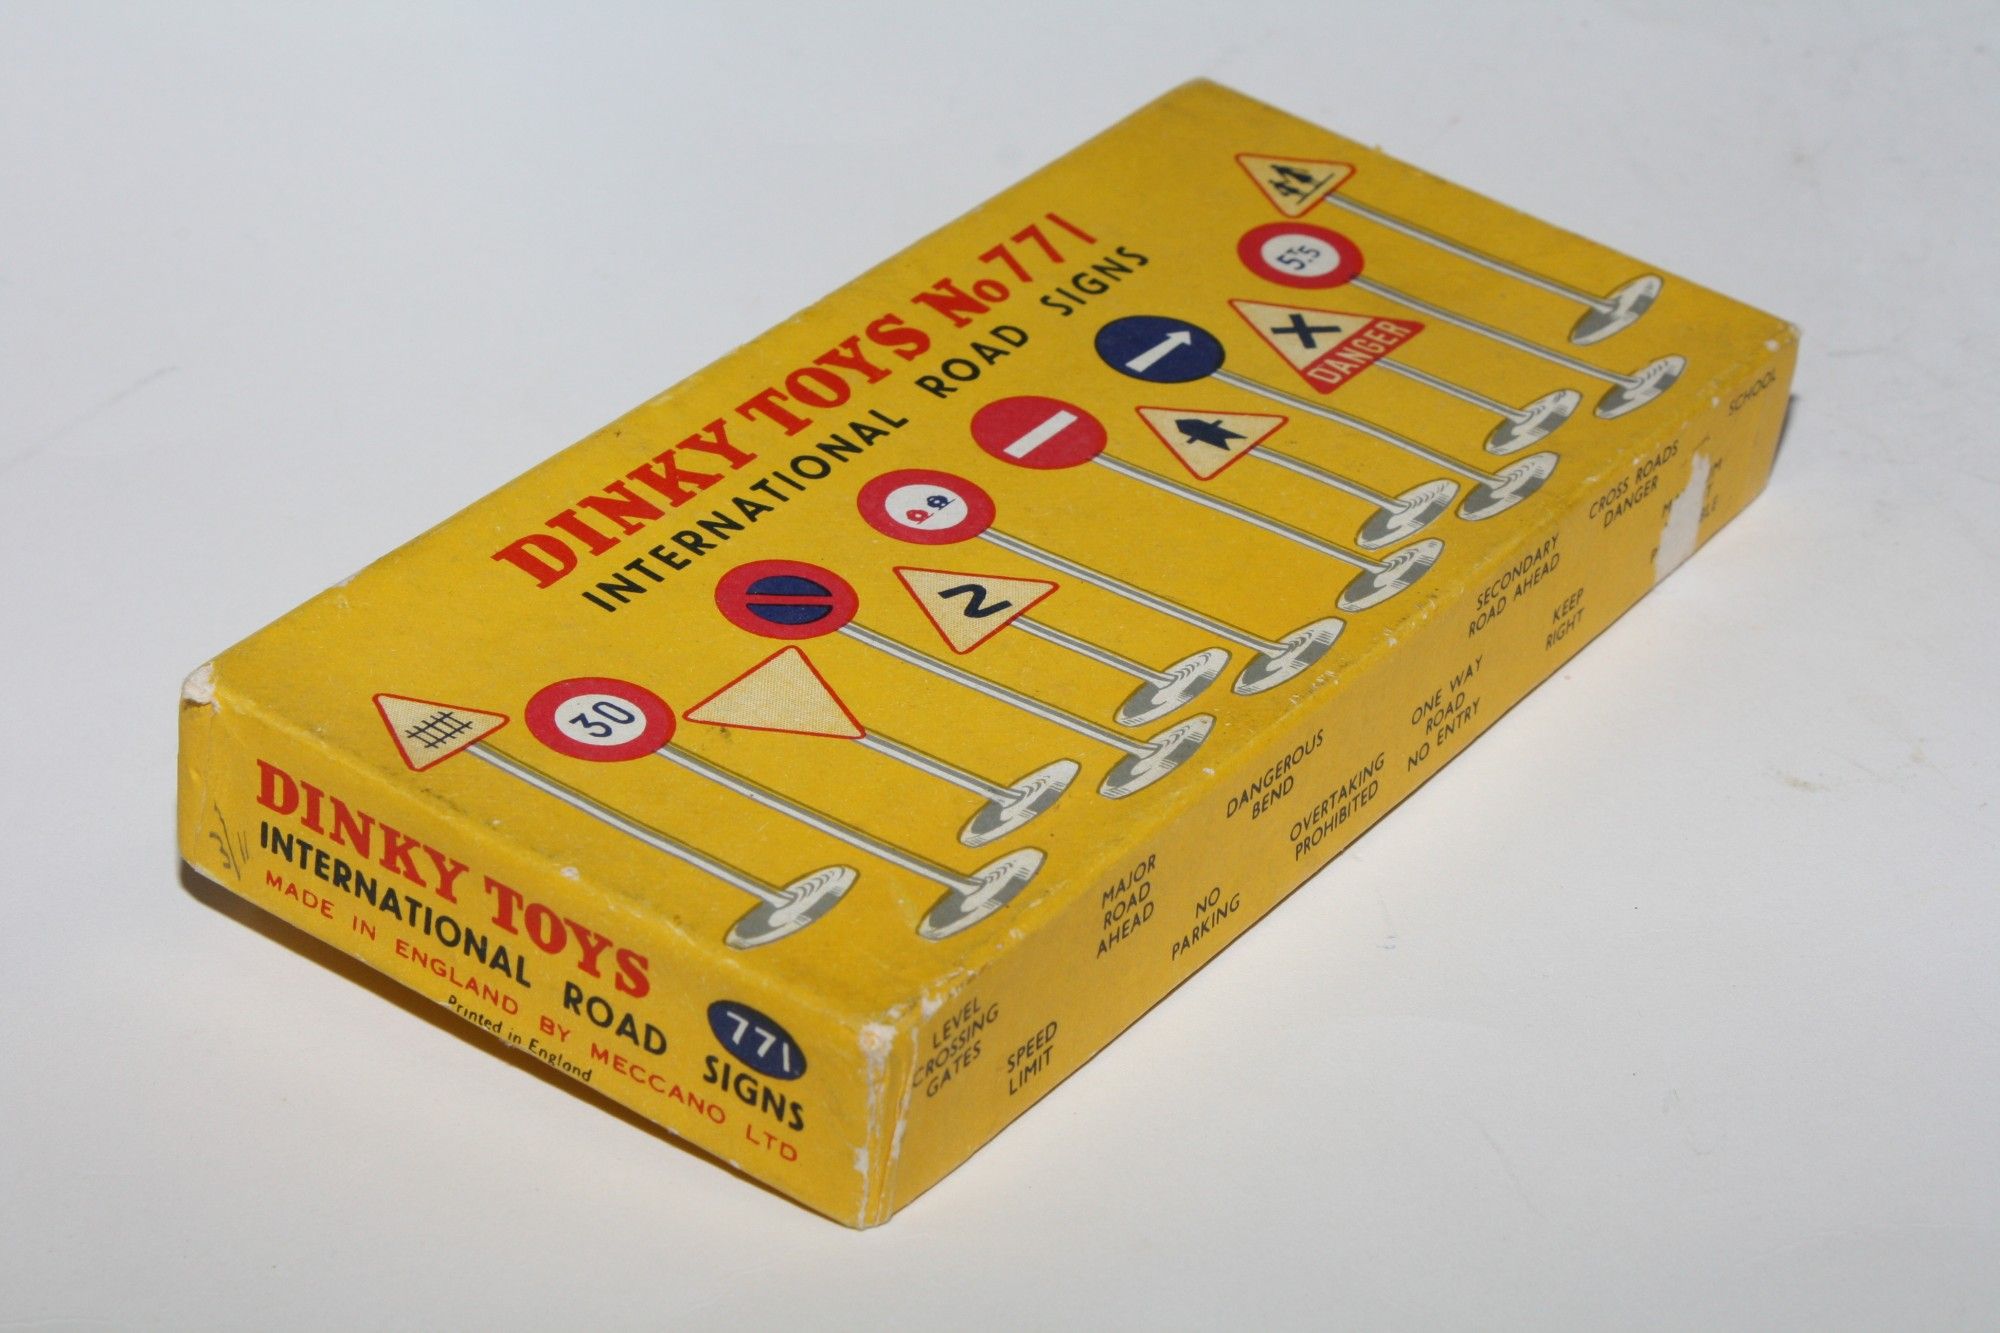 DINKY TOYS No 771
INTERNATIONAL ROAD SIGNS
30
2
5T.5
DANGER
DINKY TOYS
INTERNATIONAL ROAD SIGNS
MADE IN ENGLAND BY MECCANO LTD
Printed in England
771
LEVEL
CROSSING
GATES
SPEED
LIMIT
MAJOR
ROAD
AHEAD
NO
PARKING
DANGEROUS
BEND
OVERTAKING
PROHIBITED
ONE WAY
ROAD
NO ENTRY
SECONDARY
ROAD AHEAD
KEEP
RIGHT
CROSS ROADS
DANGER
SCHOOL